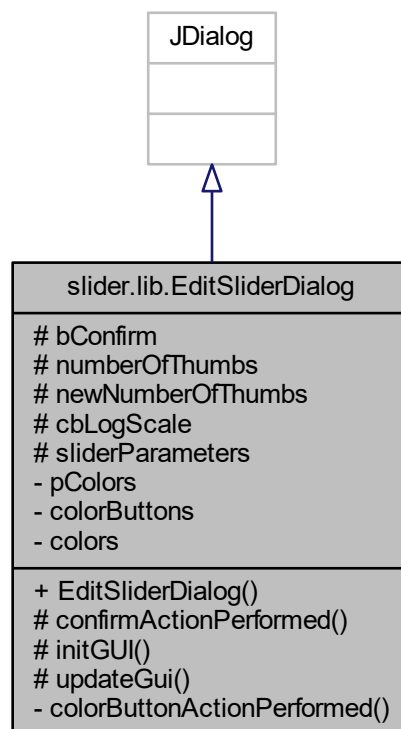 JDialog
slider.lib.EditSliderDialog
# bConfirm
# numberOfThumbs
# newNumberOfThumbs
# cbLogScale
# sliderParameters
- pColors
- colorButtons
- colors
+ EditSliderDialog()
# confirmActionPerformed()
# initGUI()
# updateGui()
- colorButtonActionPerformed()